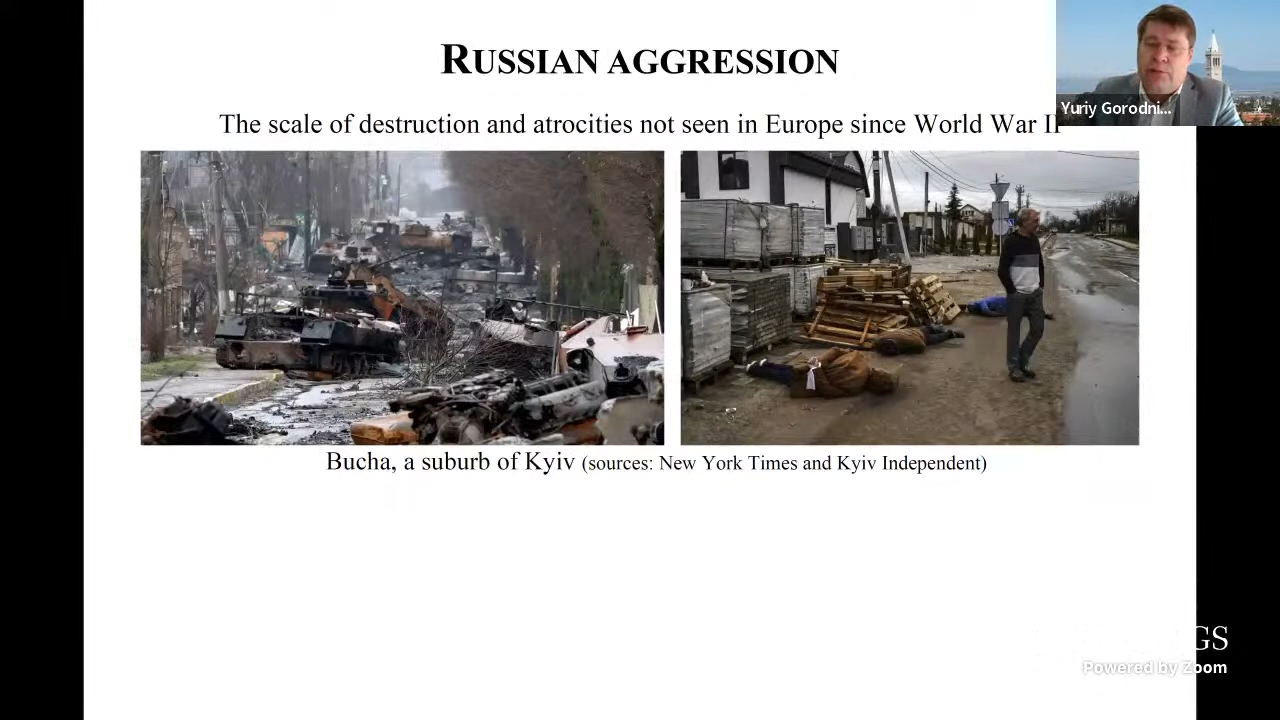 RUSSIAN AGGRESSION
Yuriy Gorodni...
The scale of destruction and atrocities not seen in Europe since World War II
Bucha, a suburb of Kyiv (sources: New York Times and Kyiv Independent)
GS
Powered by Zoom